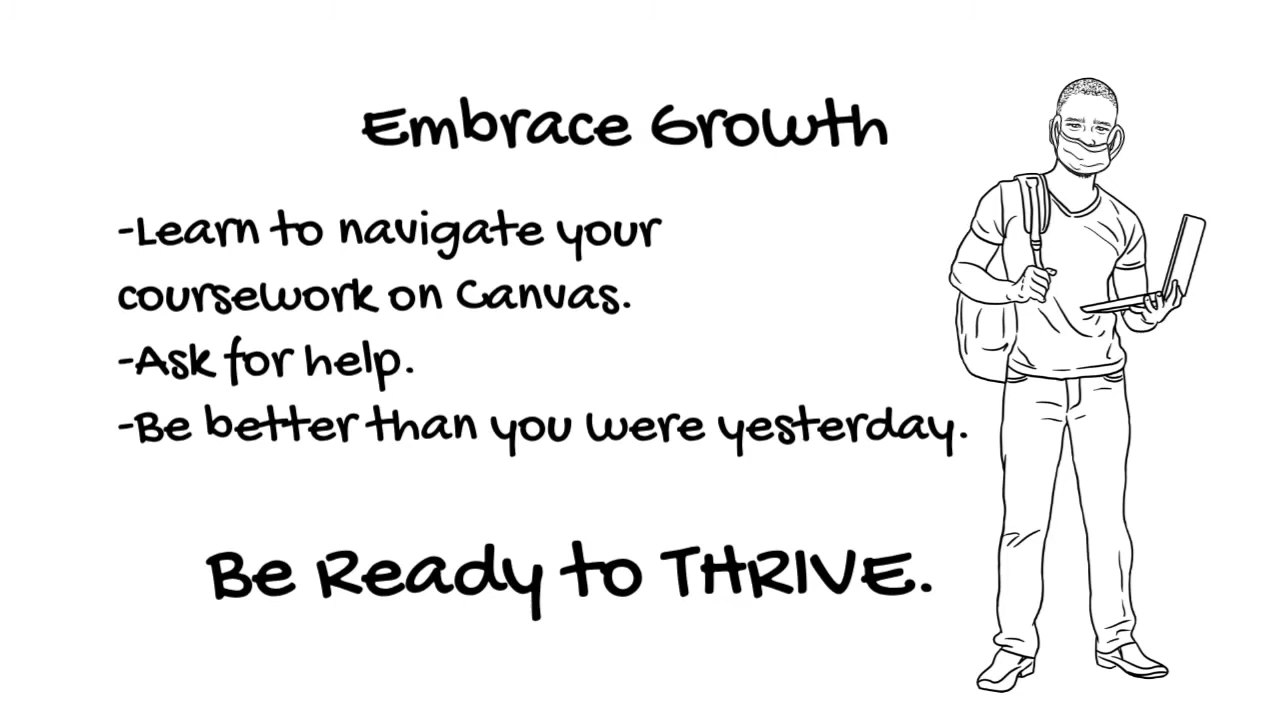 Embrace Growth
-Learn to navigate your
coursework on Canvas.
-Ask for help.
-Be better than you were yesterday.
Be Ready to THRIVE.